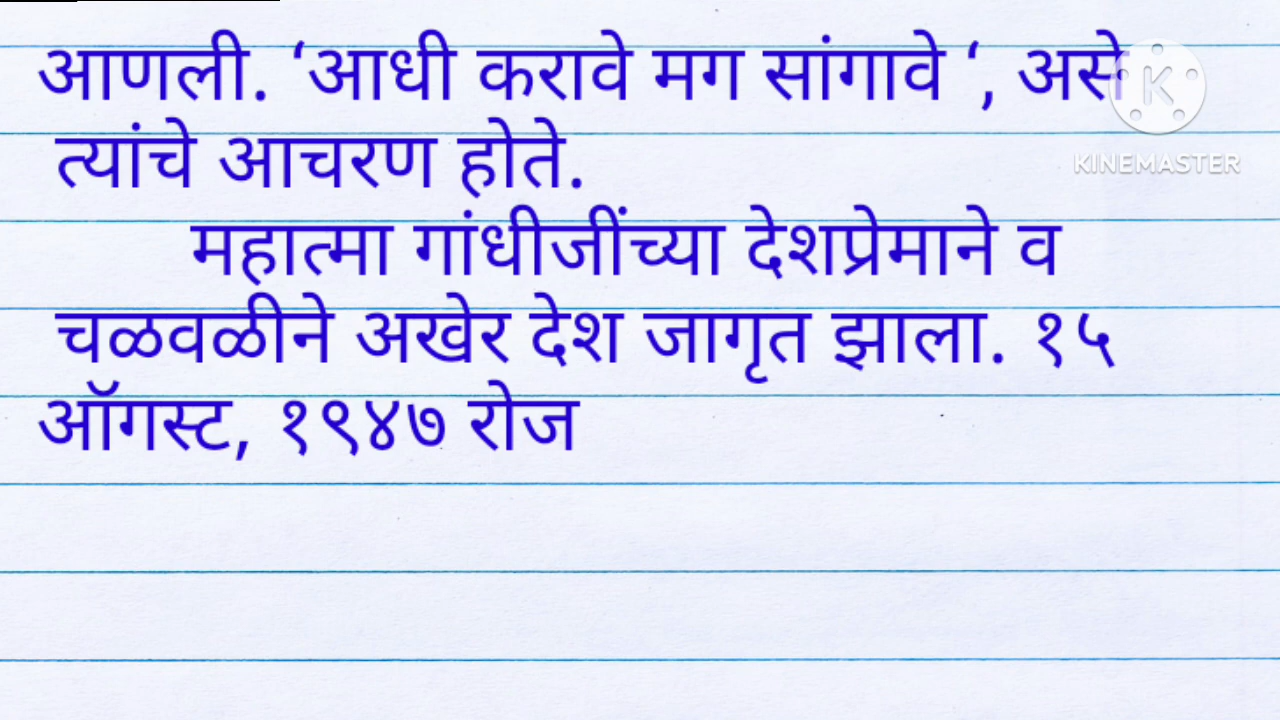 आणली. ‘आधी करावे मग सांगावे ‘, असे
त्यांचे आचरण होते.
महात्मा गांधीजींच्या देशप्रेमाने व
चळवळीने अखेर देश जागृत झाला. १५
ऑगस्ट, १९४७ रोज
K
KINEMASTER